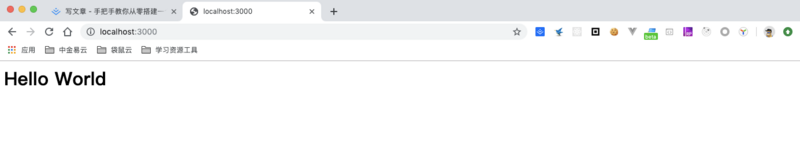 写文章 - 手把手教你从零搭建一
localhost:3000
localhost:3000
beta
应用
中金易云
袋鼠云
学习资源工具
Hello World